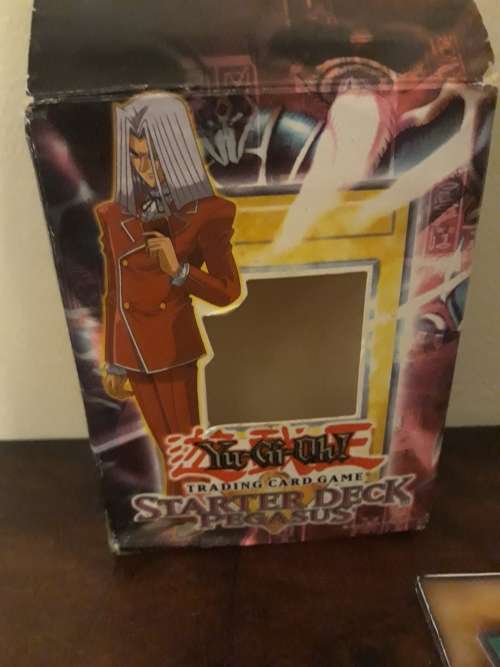 Yu-Gi-Oh!
TRADING CARD GAME
STARTER DECK
PEGASUS